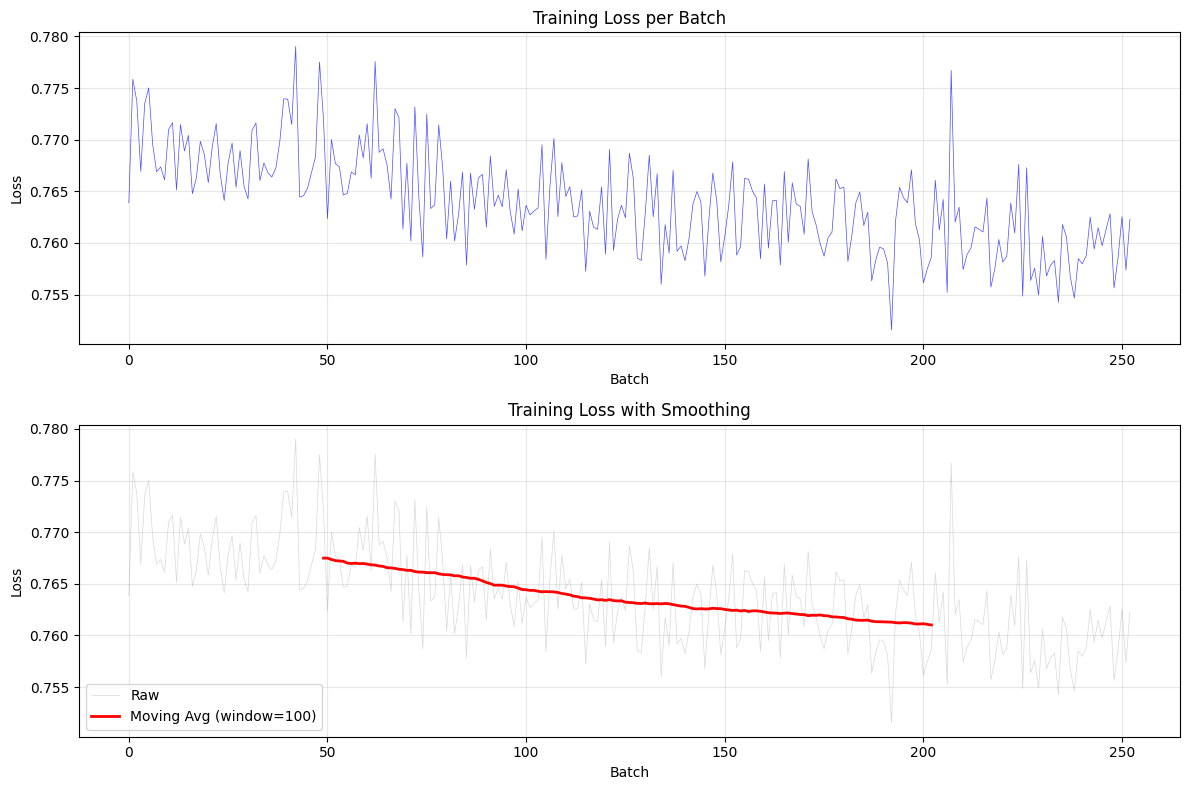 Training Loss per Batch
0.780
0.775
0.770
0.765
0.760
0.755
Loss
0 50 100 150 200 250
Batch
Training Loss with Smoothing
0.780
0.775
0.770
0.765
0.760
0.755
Loss
Raw
Moving Avg (window=100)
0 50 100 150 200 250
Batch